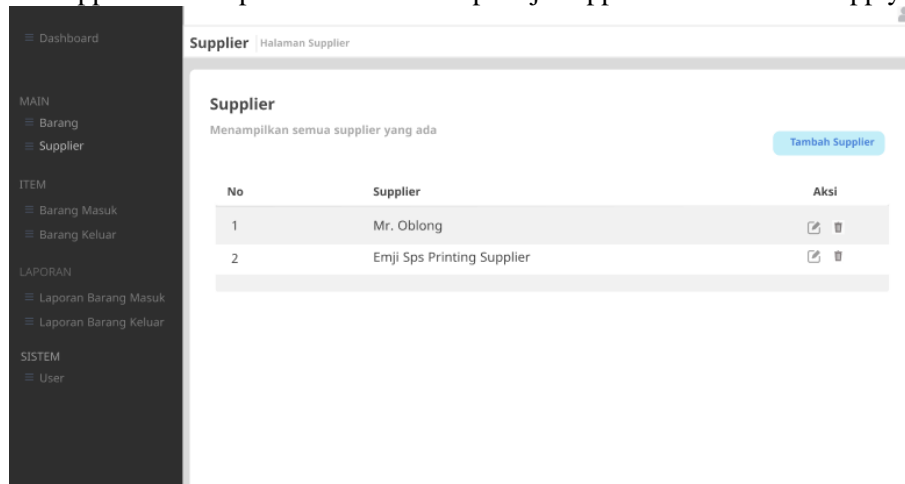 Dashboard
Supplier Halaman Supplier
MAIN
Barang
Supplier
ITEM
Barang Masuk
Barang Keluar
LAPORAN
Laporan Barang Masuk
Laporan Barang Keluar
SISTEM
User
Supplier
Menampilkan semua supplier yang ada
Tambah Supplier
No Supplier Aksi
1 Mr. Oblong
2 Emji Sps Printing Supplier